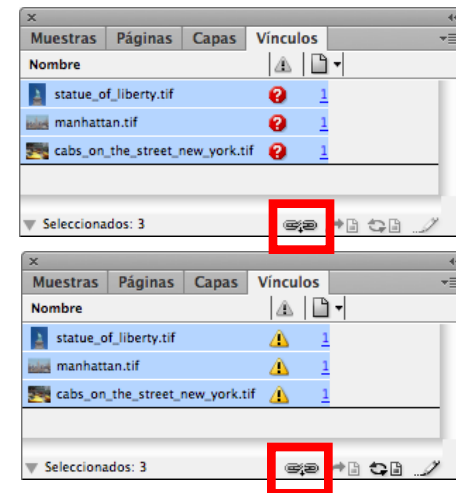 Muestras Páginas Capas Vínculos
Nombre
statue_of_liberty.tif 1
manhattan.tif 1
cabs_on_the_street_new_york.tif 1
Seleccionados: 3
Muestras Páginas Capas Vínculos
Nombre
statue_of_liberty.tif 1
manhattan.tif 1
cabs_on_the_street_new_york.tif 1
Seleccionados: 3